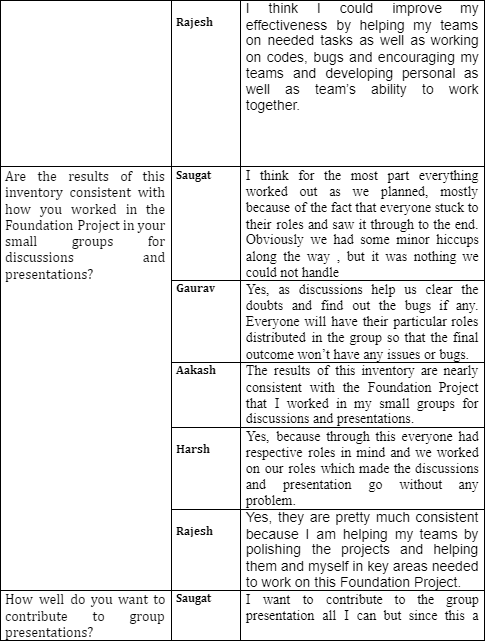 Rajesh
I think I could improve my
effectiveness by helping my teams
on needed tasks as well as working
on codes, bugs and encouraging my
teams and developing personal as
well as team's ability to work
together.
Are the results of this
inventory consistent with
how you worked in the
Foundation Project in your
small groups for
discussions and
presentations?
Saugat
I think for the most part everything
worked out as we planned, mostly
because of the fact that everyone stuck to
their roles and saw it through to the end.
Obviously we had some minor hiccups
along the way , but it was nothing we
could not handle
Gaurav
Yes, as discussions help us clear the
doubts and find out the bugs if any.
Everyone will have their particular roles
distributed in the group so that the final
outcome won't have any issues or bugs.
Aakash
The results of this inventory are nearly
consistent with the Foundation Project
that I worked in my small groups for
discussions and presentations.
Harsh
Yes, because through this everyone had
respective roles in mind and we worked
on our roles which made the discussions
and presentation go without any
problem.
Rajesh
Yes, they are pretty much consistent
because I am helping my teams by
polishing the projects and helping
them and myself in key areas needed
to work on this Foundation Project.
How well do you want to
contribute to group
presentations?
Saugat
I want to contribute to the group
presentation all I can but since this a